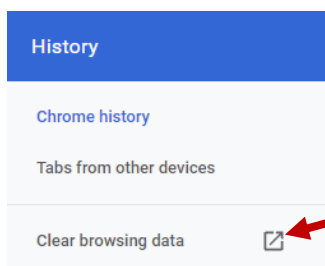 History
Chrome history
Tabs from other devices
Clear browsing data